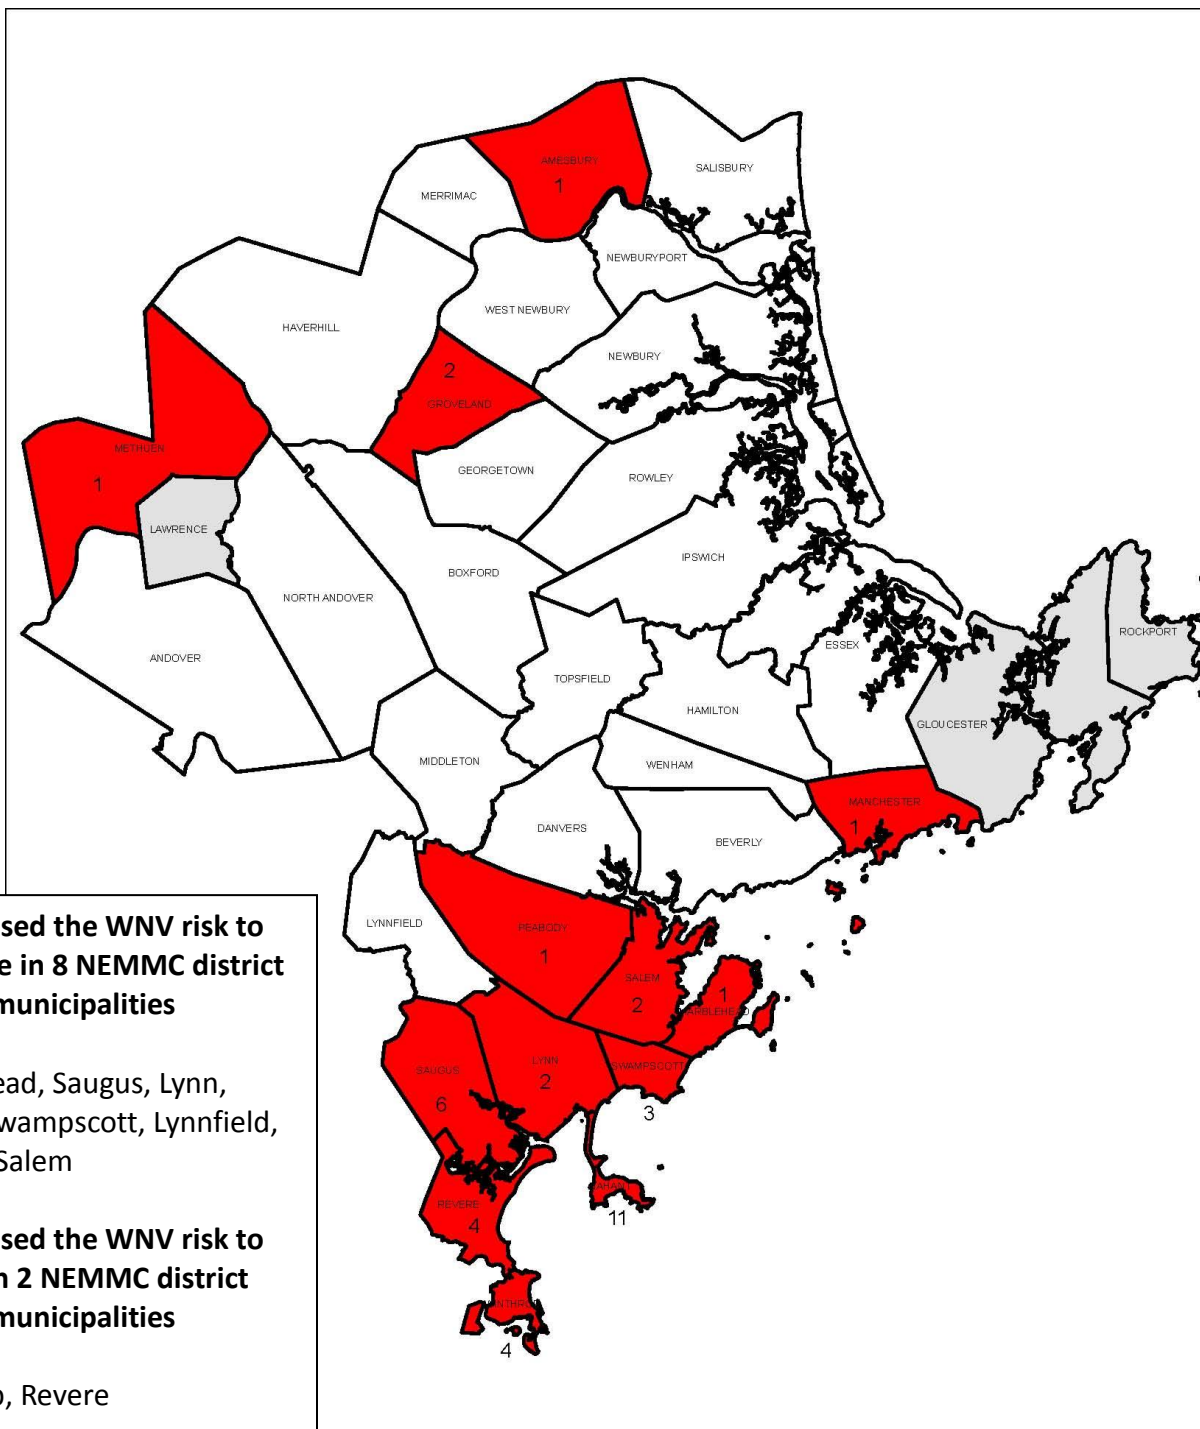 AMESBURY
1
SALISBURY
MERRIMAC
NEWBURYPORT
WEST NEWBURY
HAVERHILL
NEWBURY
2
GROVELAND
METHUEN
1
GEORGETOWN
ROWLEY
LAWRENCE
IPSWICH
BOXFORD
NORTH ANDOVER
ROCKPORT
ESSEX
ANDOVER
TOPSFIELD
HAMILTON
GLOUCESTER
MIDDLETON
WENHAM
MANCHESTER
1
DANVERS
BEVERLY
LYNNFIELD
PEABODY
1
SALEM
2
1
MARBLEHEAD
LYNN
2
SWAMPSCOTT
3
SAUGUS
6
NAHANT
11
REVERE
4
WINTHROP
4
sed the WNV risk to
e in 8 NEMMC district
municipalities
ead, Saugus, Lynn,
wampscott, Lynnfield,
Salem
sed the WNV risk to
n 2 NEMMC district
municipalities
, Revere